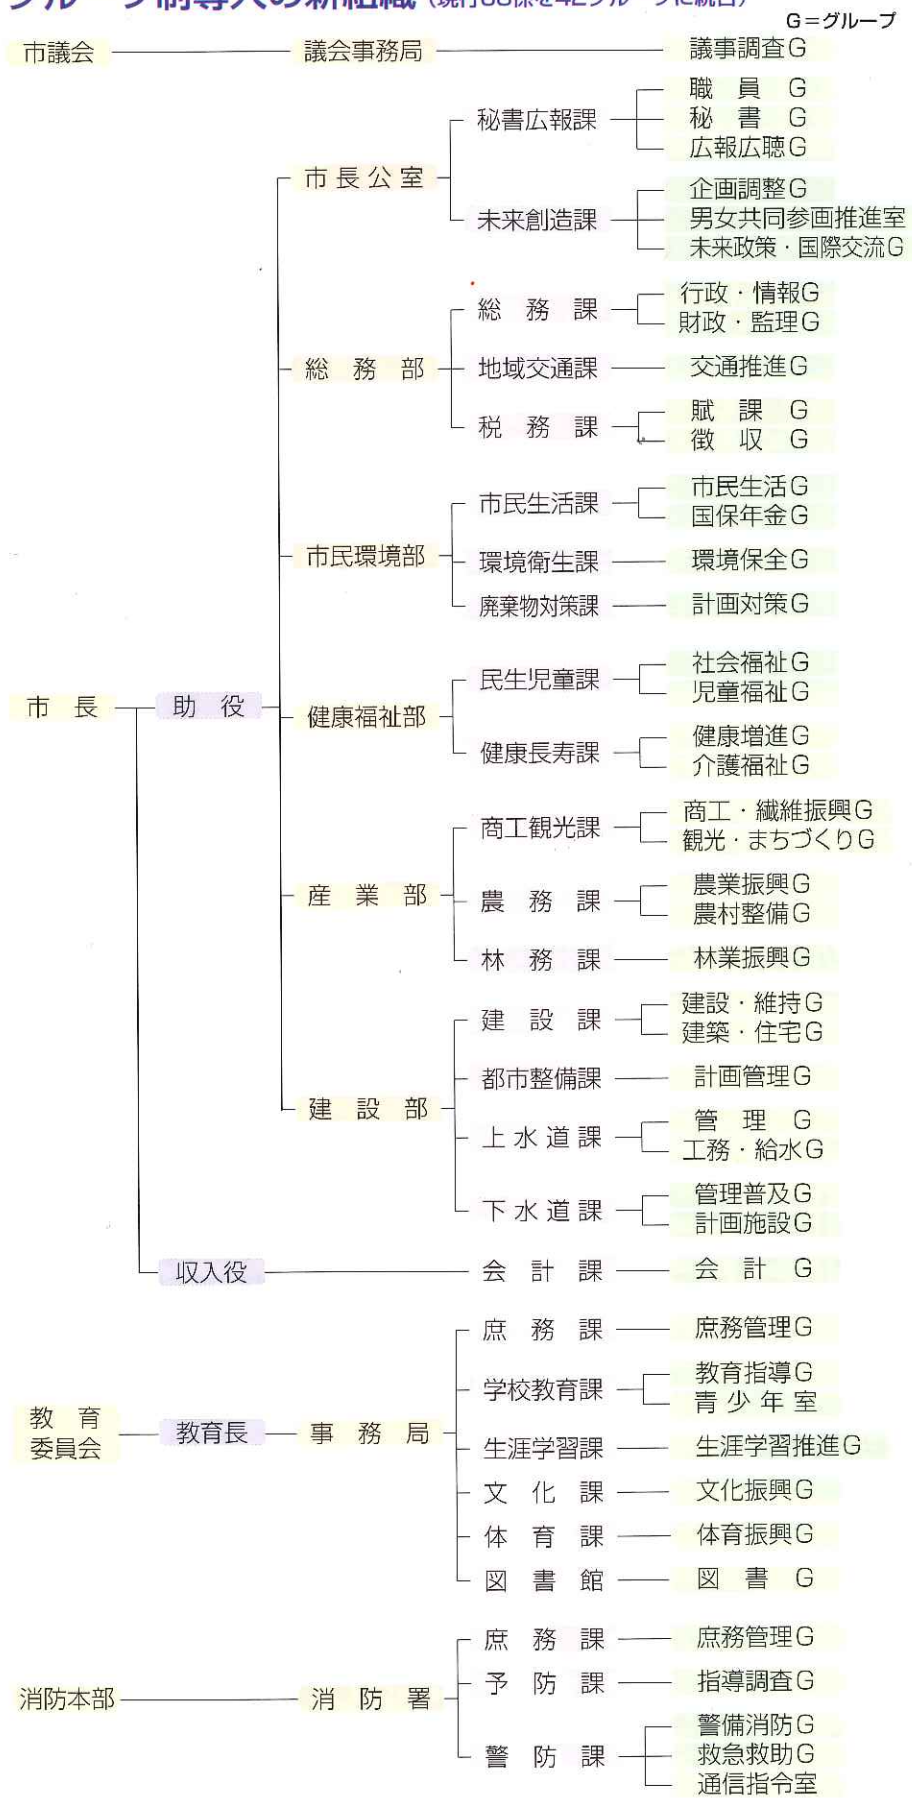 G=グループ
市議会 議会事務局 議事調査G
市長 助役 市長公室 秘書広報課 職員G
秘書G
広報広聴G
未来創造課 企画調整G
男女共同参画推進室
未来政策・国際交流G
総務部 総務課 行政・情報G
財政・監理G
地域交通課 交通推進G
税務課 賦課G
徴収G
市民環境部 市民生活課 市民生活G
国保年金G
環境衛生課 環境保全G
廃棄物対策課 計画対策G
健康福祉部 民生児童課 社会福祉G
児童福祉G
健康長寿課 健康増進G
介護福祉G
産業部 商工観光課 商工・繊維振興G
観光・まちづくりG
農務課 農業振興G
農村整備G
林務課 林業振興G
建設部 建設課 建設・維持G
建築・住宅G
都市整備課 計画管理G
上水道課 管理G
工務・給水G
下水道課 管理普及G
計画施設G
収入役 会計課 会計G
教育
委員会 教育長 事務局 庶務課 庶務管理G
学校教育課 教育指導G
青少年室
生涯学習課 生涯学習推進G
文化課 文化振興G
体育課 体育振興G
図書館 図書G
消防本部 消防署 庶務課 庶務管理G
予防課 指導調査G
警防課 警備消防G
救急救助G
通信指令室